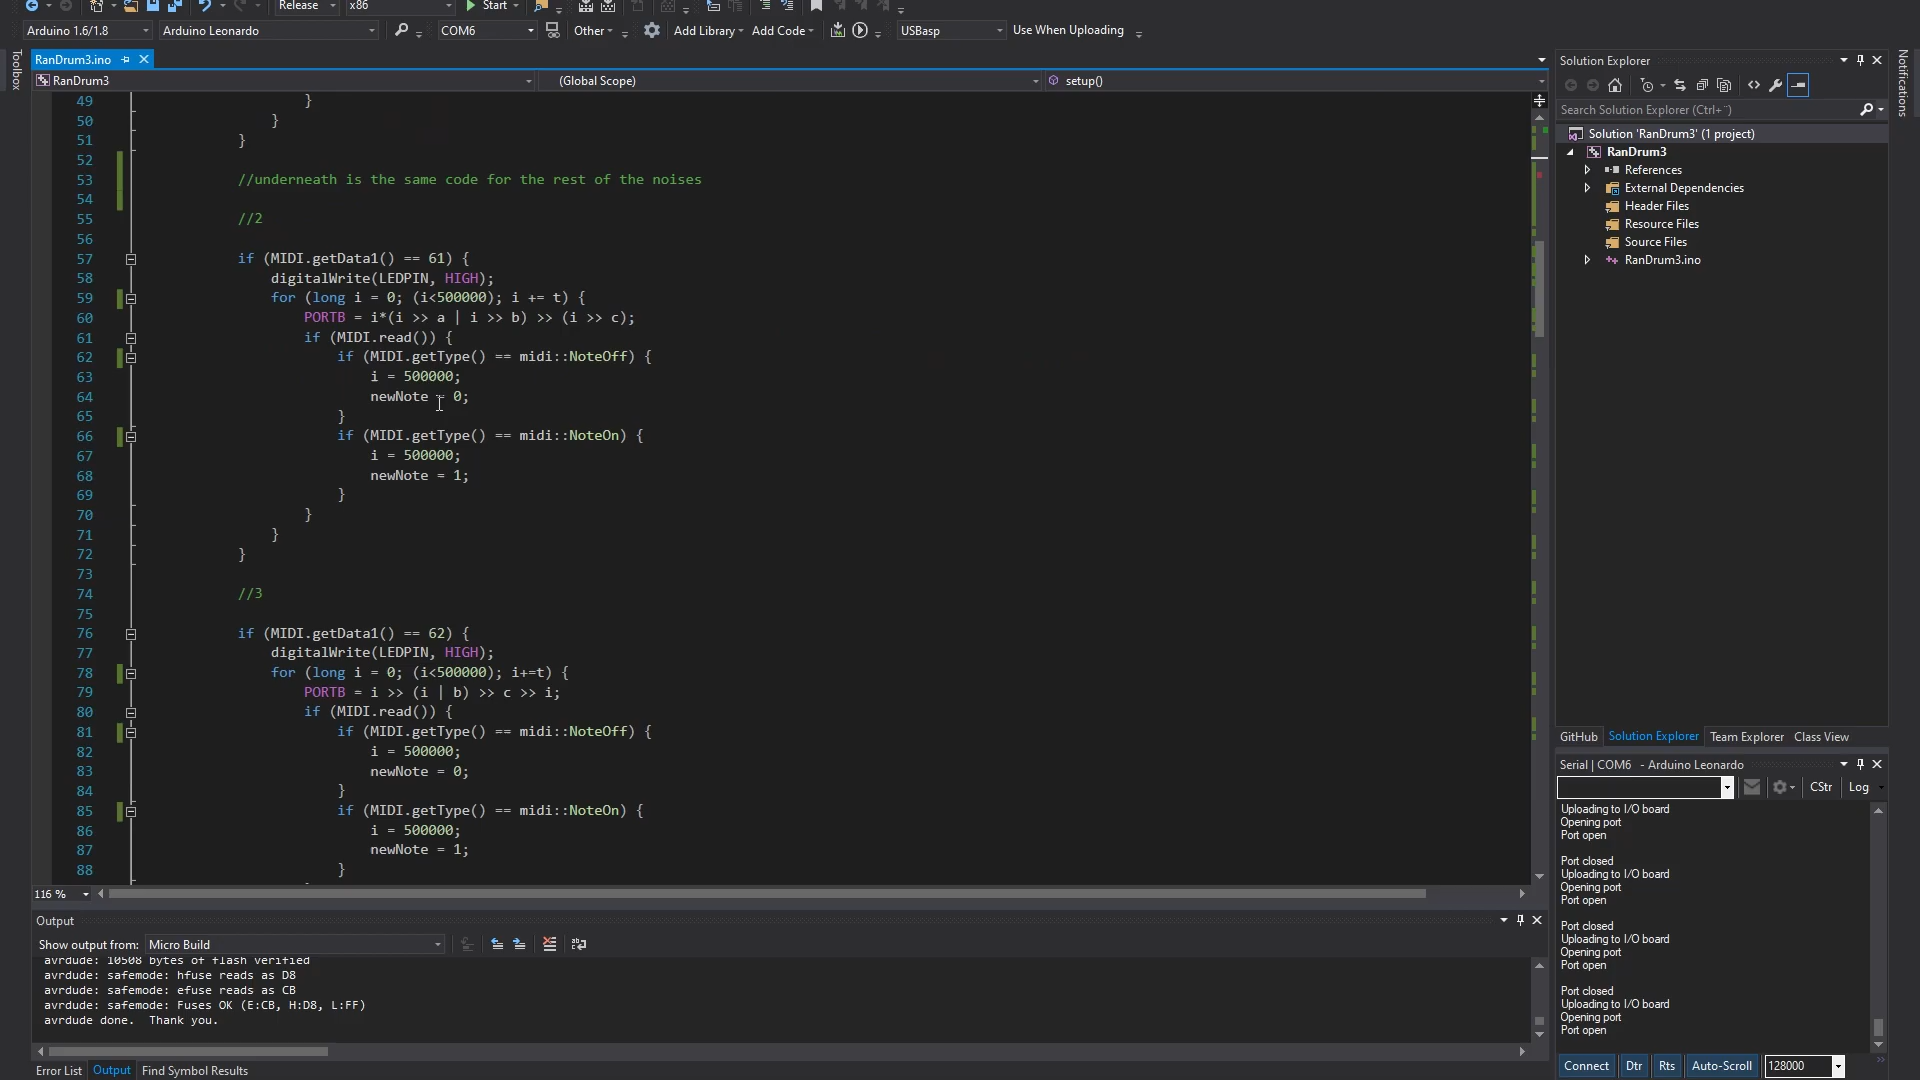 Release x86 Start
Arduino 1.6/1.8 Arduino Leonardo COM6 Other Add Library Add Code USBasp Use When Uploading
Toolbox
RanDrum3.ino
RanDrum3 (Global Scope) setup()
49 }
50 }
51 }
52
53 //underneath is the same code for the rest of the noises
54
55 //2
56
57 if (MIDI.getData1() == 61) {
58 digitalWrite(LEDPIN, HIGH);
59 for (long i = 0; (i<500000); i += t) {
60 PORTB = i*(i >> a | i >> b) >> (i >> c);
61 if (MIDI.read()) {
62 if (MIDI.getType() == midi::NoteOff) {
63 i = 500000;
64 newNote = 0;
65 }
66 if (MIDI.getType() == midi::NoteOn) {
67 i = 500000;
68 newNote = 1;
69 }
70 }
71 }
72 }
73
74 //3
75
76 if (MIDI.getData1() == 62) {
77 digitalWrite(LEDPIN, HIGH);
78 for (long i = 0; (i<500000); i+=t) {
79 PORTB = i >> (i | b) >> c >> i;
80 if (MIDI.read()) {
81 if (MIDI.getType() == midi::NoteOff) {
82 i = 500000;
83 newNote = 0;
84 }
85 if (MIDI.getType() == midi::NoteOn) {
86 i = 500000;
87 newNote = 1;
88 }
116 %
Output
Show output from: Micro Build
avrdude: 10508 bytes of flash verified
avrdude: safemode: hfuse reads as D8
avrdude: safemode: efuse reads as CB
avrdude: safemode: Fuses OK (E:CB, H:D8, L:FF)
avrdude done.  Thank you.
Error List Output Find Symbol Results
Solution Explorer
Search Solution Explorer (Ctrl+¨)
Solution 'RanDrum3' (1 project)
RanDrum3
References
External Dependencies
Header Files
Resource Files
Source Files
RanDrum3.ino
GitHub Solution Explorer Team Explorer Class View
Serial | COM6 - Arduino Leonardo
CStr Log
Uploading to I/O board
Opening port
Port open
Port closed
Uploading to I/O board
Opening port
Port open
Port closed
Uploading to I/O board
Opening port
Port open
Port closed
Uploading to I/O board
Opening port
Port open
Connect Dtr Rts Auto-Scroll 128000
Notifications